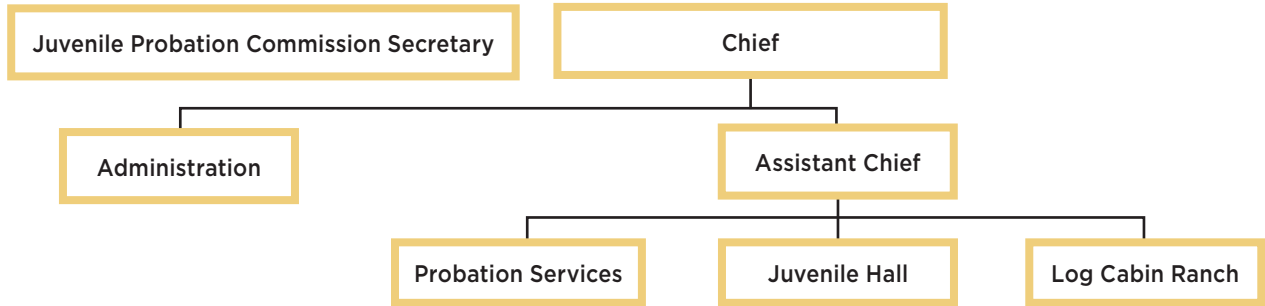 Juvenile Probation Commission Secretary
Chief
Administration
Assistant Chief
Probation Services
Juvenile Hall
Log Cabin Ranch